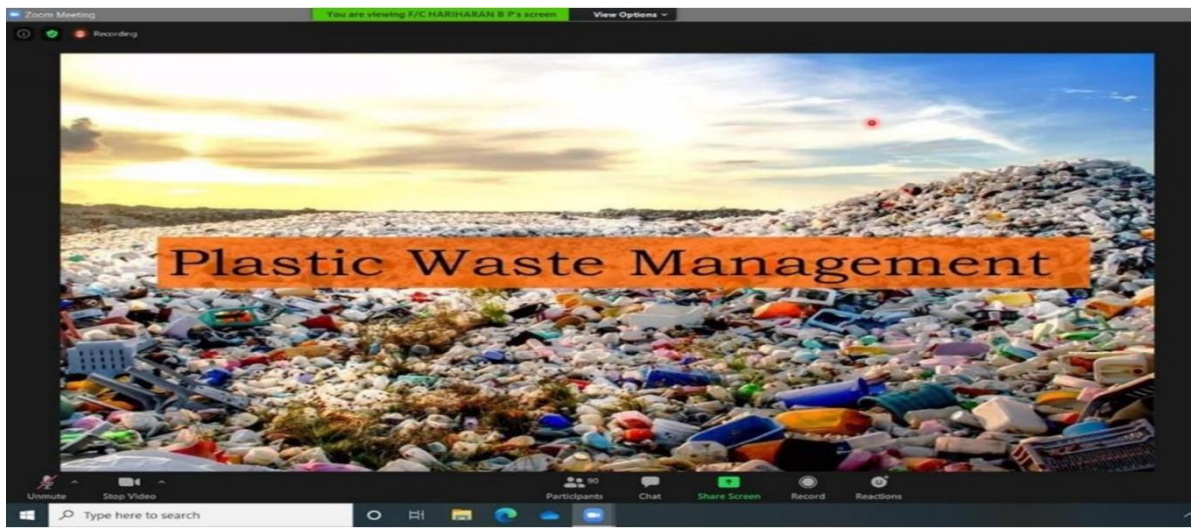 Zoom Meeting
You are viewing F/C HARIHARAN B P's screen
View Options
Recording
Plastic Waste Management
90
Unmute
Stop Video
Participants
Chat
Share Screen
Record
Reactions
Type here to search